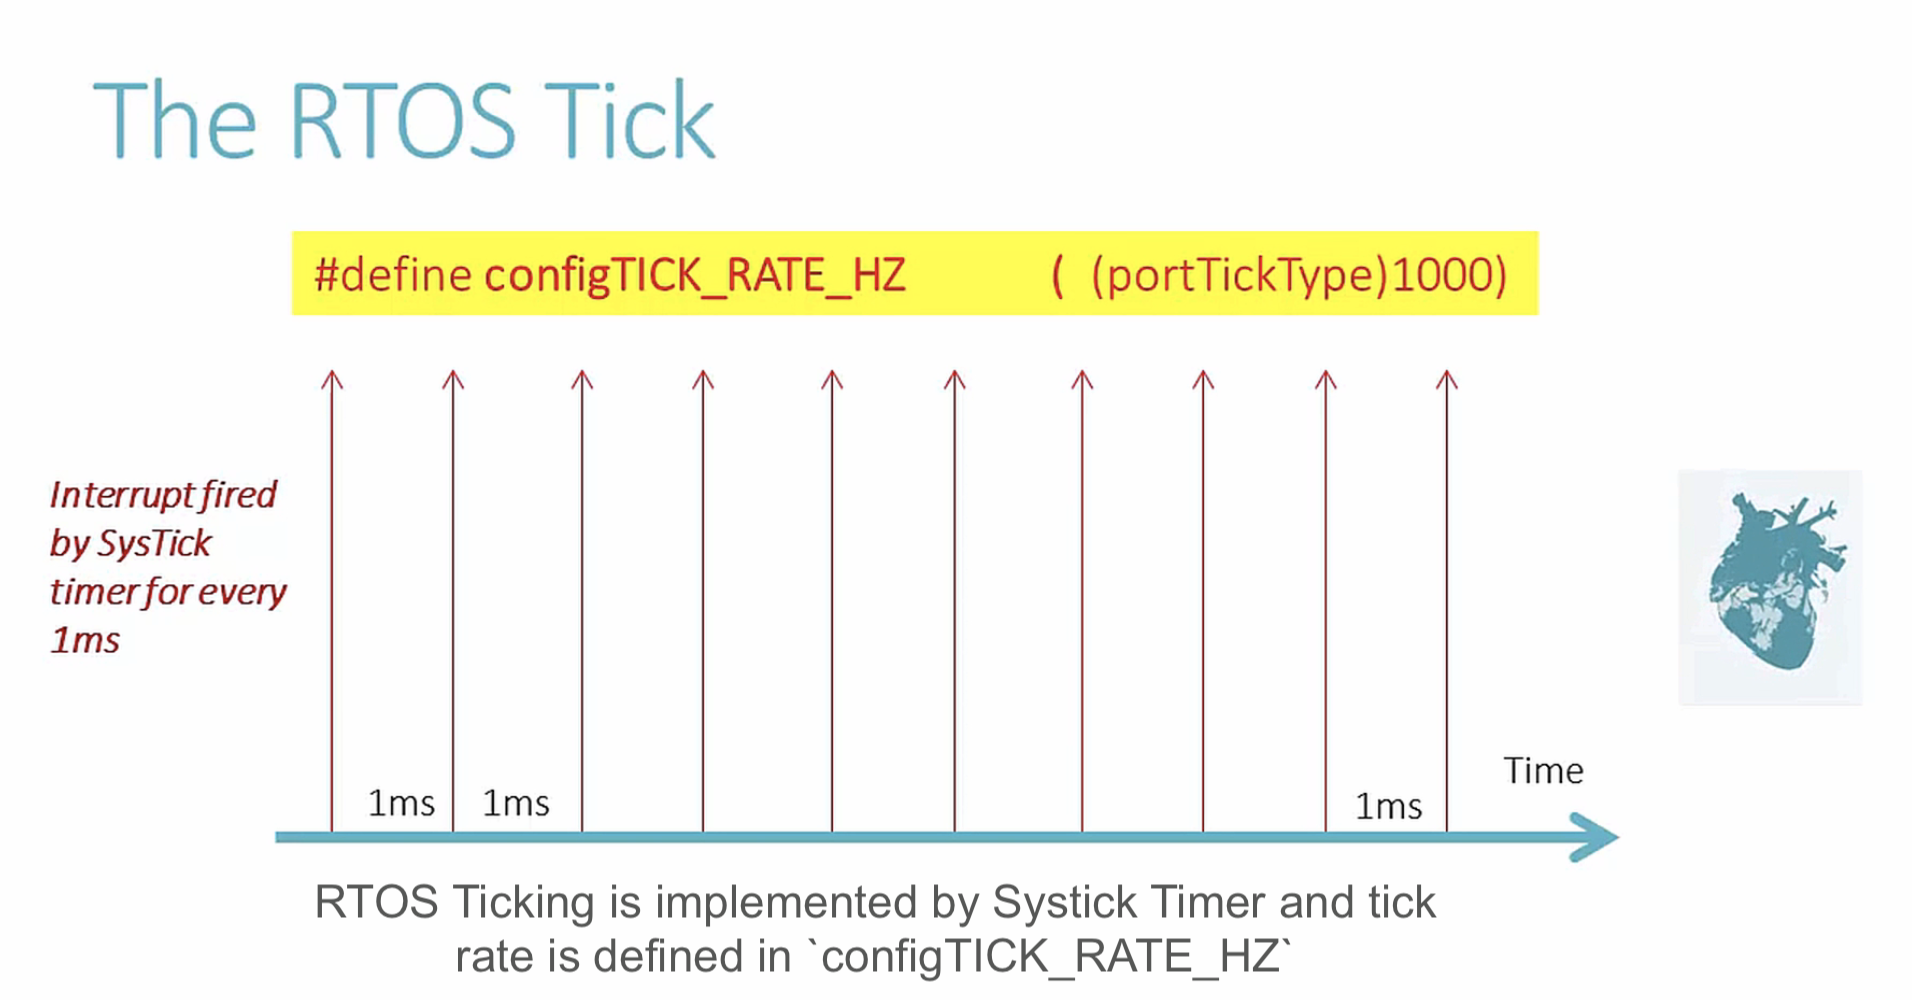 The RTOS Tick
#define configTICK_RATE_HZ ( (portTickType)1000)
Interrupt fired
by SysTick
timer for every
1ms
1ms
1ms
1ms
Time
RTOS Ticking is implemented by Systick Timer and tick
rate is defined in `configTICK_RATE_HZ`